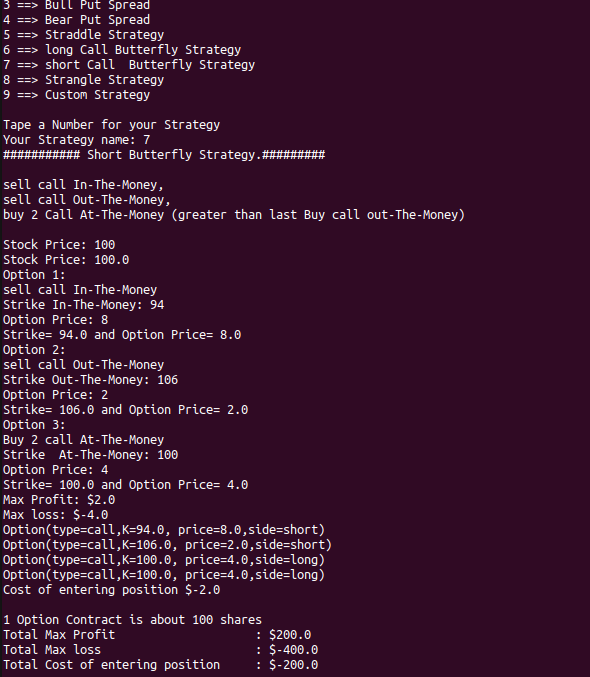 3 ==> Bull Put Spread
4 ==> Bear Put Spread
5 ==> Straddle Strategy
6 ==> long Call Butterfly Strategy
7 ==> short Call  Butterfly Strategy
8 ==> Strangle Strategy
9 ==> Custom Strategy
Tape a Number for your Strategy
Your Strategy name: 7
########### Short Butterfly Strategy.#########
sell call In-The-Money,
sell call Out-The-Money,
buy 2 Call At-The-Money (greater than last Buy call out-The-Money)
Stock Price: 100
Stock Price: 100.0
Option 1:
sell call In-The-Money
Strike In-The-Money: 94
Option Price: 8
Strike= 94.0 and Option Price= 8.0
Option 2:
sell call Out-The-Money
Strike Out-The-Money: 106
Option Price: 2
Strike= 106.0 and Option Price= 2.0
Option 3:
Buy 2 call At-The-Money
Strike  At-The-Money: 100
Option Price: 4
Strike= 100.0 and Option Price= 4.0
Max Profit: $2.0
Max loss: $-4.0
Option(type=call,K=94.0, price=8.0,side=short)
Option(type=call,K=106.0, price=2.0,side=short)
Option(type=call,K=100.0, price=4.0,side=long)
Option(type=call,K=100.0, price=4.0,side=long)
Cost of entering position $-2.0
1 Option Contract is about 100 shares
Total Max Profit                    : $200.0
Total Max loss                      : $-400.0
Total Cost of entering position     : $-200.0